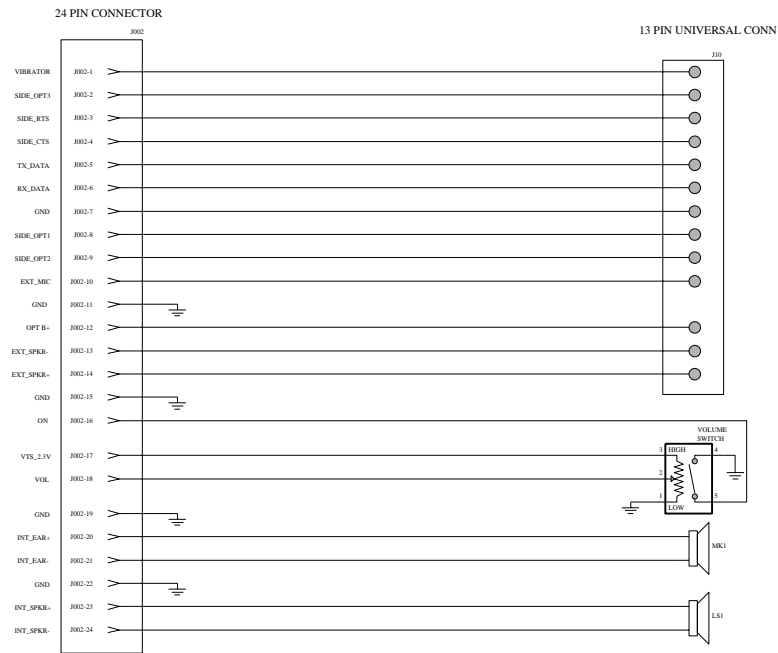 24 PIN CONNECTOR
13 PIN UNIVERSAL CONN
J002
J10
VIBRATOR J002-1
SIDE_OPT3 J002-2
SIDE_RTS J002-3
SIDE_CTS J002-4
TX_DATA J002-5
RX_DATA J002-6
GND J002-7
SIDE_OPT1 J002-8
SIDE_OPT2 J002-9
EXT_MIC J002-10
GND J002-11
OPT B+ J002-12
EXT_SPKR- J002-13
EXT_SPKR+ J002-14
GND J002-15
ON J002-16
VOLUME
SWITCH
VTS_2.3V J002-17 3 HIGH 4
VOL J002-18 2
1 5
LOW
GND J002-19
INT_EAR+ J002-20
MK1
INT_EAR- J002-21
GND J002-22
INT_SPKR+ J002-23
LS1
INT_SPKR- J002-24